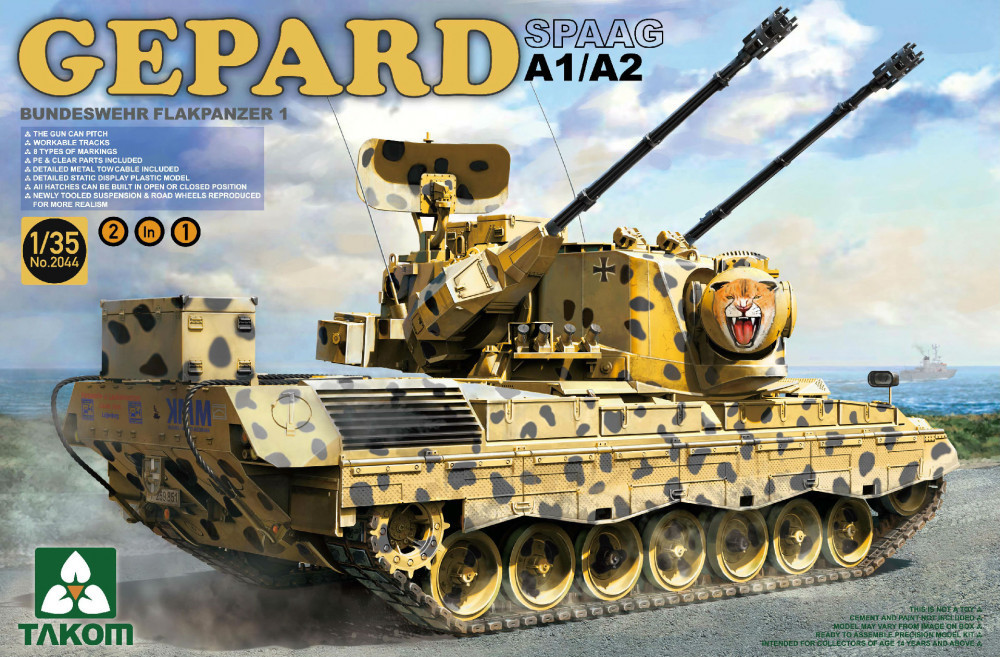 GEPARD SPAAG
A1/A2
BUNDESWEHR FLAKPANZER 1
THE GUN CAN PITCH
WORKABLE TRACKS
8 TYPES OF MARKINGS
PE & CLEAR PARTS INCLUDED
DETAILED METAL TOW CABLE INCLUDED
DETAILED STATIC DISPLAY PLASTIC MODEL
All HATCHES CAN BE BUILT IN OPEN OR CLOSED POSITION
NEWLY TOOLED SUSPENSION & ROAD WHEELS REPRODUCED
FOR MORE REALISM
1/35
No.2044
2 In 1
KMW
TAKOM
THIS IS NOT A TOY
CEMENT AND PAINT NOT INCLUDED
MODEL MAY VARY FROM IMAGE ON BOX
READY TO ASSEMBLE PRECISION MODEL KIT
INTENDED FOR COLLECTORS OF AGE 14 YEARS AND ABOVE